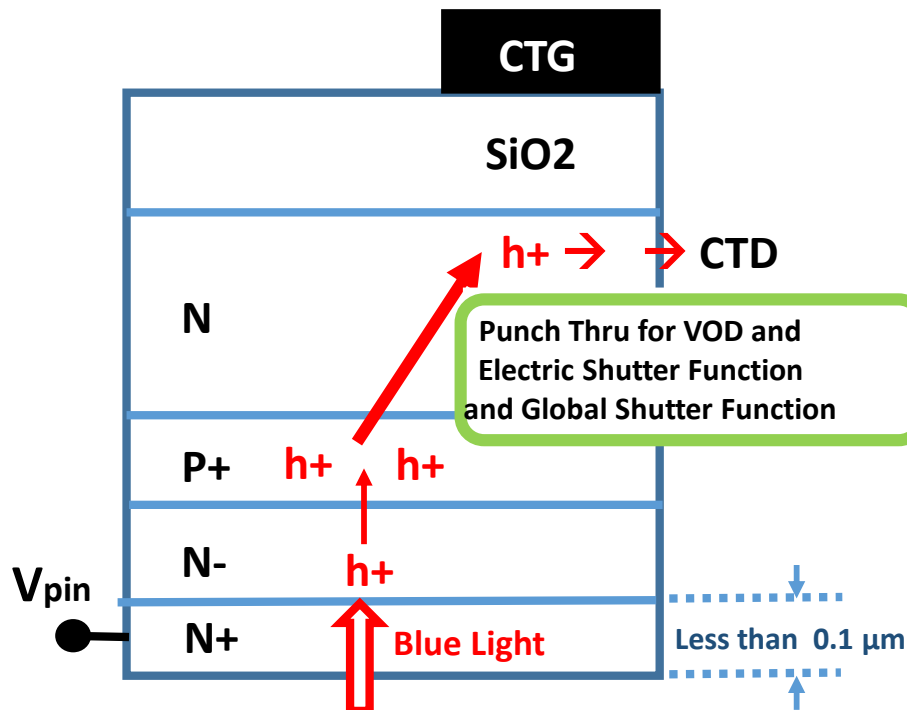 CTG
SiO2
h+ → → CTD
N
Punch Thru for VOD and
Electric Shutter Function
and Global Shutter Function
P+ h+ h+
N- h+
Vpin
N+ Blue Light Less than 0.1 μm